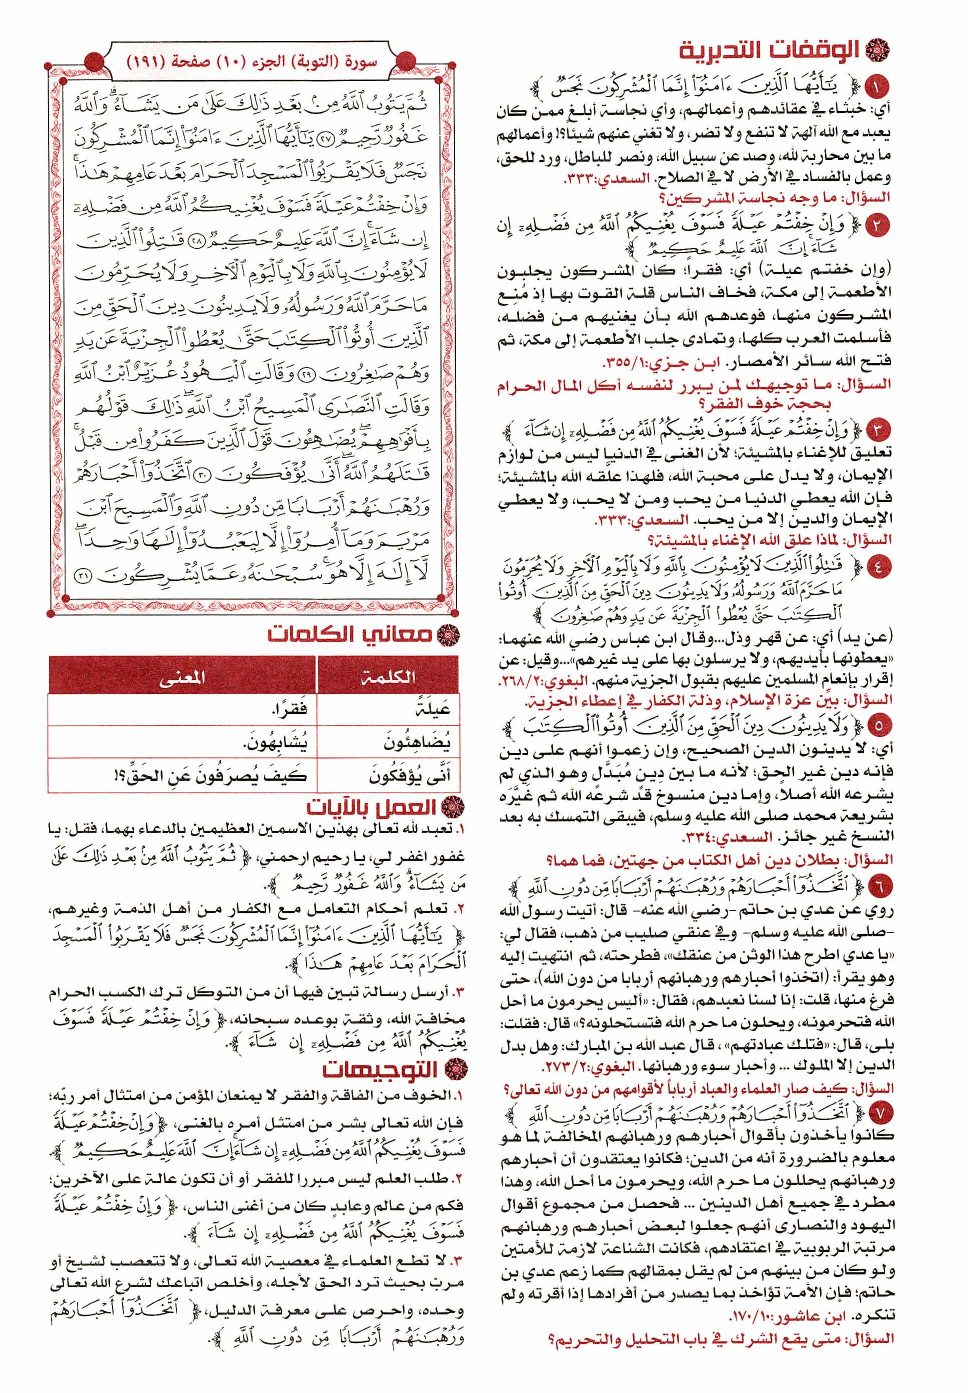 الوقفات التدبرية
١ ﴿ يَٰٓأَيُّهَا ٱلَّذِينَ ءَامَنُوٓا۟ إِنَّمَا ٱلْمُشْرِكُونَ نَجَسٌ ﴾
أي: خبثاء في عقائدهم وأعمالهم، وأي نجاسة أبلغ ممن كان
يعبد مع الله آلهة لا تنفع ولا تضر، ولا تغني عنهم شيئاً؟! وأعمالهم
ما بين محاربة لله، وصد عن سبيل الله، ونصر للباطل، ورد للحق،
وعمل بالفساد في الأرض لا في الصلاح. السعدي:٣٣٣.
السؤال: ما وجه نجاسة المشركين؟
٢ ﴿ وَإِنْ خِفْتُمْ عَيْلَةً فَسَوْفَ يُغْنِيكُمُ ٱللَّهُ مِن فَضْلِهِۦٓ إِن
شَآءَ إِنَّ ٱللَّهَ عَلِيمٌ حَكِيمٌ ﴾
(وإن خفتم عيلة) أي: فقرا؛ كان المشركون يجلبون
الأطعمة إلى مكة، فخاف الناس قلة القوت بها إذ مُنِع
المشركون منها، فوعدهم الله بأن يغنيهم من فضله،
فأسلمت العرب كلها، وتمادى جلب الأطعمة إلى مكة، ثم
فتح الله سائر الأمصار. ابن جزي:٣٥٥/١.
السؤال: ما توجيهك لمن يبرر لنفسه أكل المال الحرام
بحجة خوف الفقر؟
٣ ﴿ وَإِنْ خِفْتُمْ عَيْلَةً فَسَوْفَ يُغْنِيكُمُ ٱللَّهُ مِن فَضْلِهِۦٓ إِن شَآءَ ﴾
تعليق للإغناء بالمشيئة؛ لأن الغنى في الدنيا ليس من لوازم
الإيمان، ولا يدل على محبة الله، فلهذا علقه الله بالمشيئة؛
فإن الله يعطي الدنيا من يحب ومن لا يحب، ولا يعطي
الإيمان والدين إلا من يحب. السعدي:٣٣٣.
السؤال: لماذا علق الله الإغناء بالمشيئة؟
٤ ﴿ قَٰتِلُوا۟ ٱلَّذِينَ لَا يُؤْمِنُونَ بِٱللَّهِ وَلَا بِٱلْيَوْمِ ٱلْءَاخِرِ وَلَا يُحَرِّمُونَ
مَا حَرَّمَ ٱللَّهُ وَرَسُولُهُۥ وَلَا يَدِينُونَ دِينَ ٱلْحَقِّ مِنَ ٱلَّذِينَ أُوتُوا۟
ٱلْكِتَٰبَ حَتَّىٰ يُعْطُوا۟ ٱلْجِزْيَةَ عَن يَدٍ وَهُمْ صَٰغِرُونَ ﴾
(عن يد) أي: عن قهر وذل...وقال ابن عباس رضي الله عنهما:
«يعطونها بأيديهم، ولا يرسلون بها على يد غيرهم»...وقيل: عن
إقرار بإنعام المسلمين عليهم بقبول الجزية منهم. البغوي:٢٦٨/٢.
السؤال: بيِّن عزة الإسلام، وذلة الكفار في إعطاء الجزية.
٥ ﴿ وَلَا يَدِينُونَ دِينَ ٱلْحَقِّ مِنَ ٱلَّذِينَ أُوتُوا۟ ٱلْكِتَٰبَ ﴾
أي: لا يدينون الدين الصحيح، وإن زعموا أنهم على دين
فإنه دين غير الحق؛ لأنه ما بين دِينٍ مُبَدَّل وهو الذي لم
يشرعه الله أصلا، وإما دين منسوخ قد شرعه الله ثم غيَّره
بشريعة محمد صلى الله عليه وسلم، فيبقى التمسك به بعد
النسخ غير جائز. السعدي:٣٣٤.
السؤال: بطلان دين أهل الكتاب من جهتين، فما هما؟
٦ ﴿ ٱتَّخَذُوٓا۟ أَحْبَارَهُمْ وَرُهْبَٰنَهُمْ أَرْبَابًا مِّن دُونِ ٱللَّهِ ﴾
روي عن عدي بن حاتم -رضي الله عنه- قال: أتيت رسول الله
-صلى الله عليه وسلم- وفي عنقي صليب من ذهب، فقال لي:
«يا عدي اطرح هذا الوثن من عنقك»، فطرحته، ثم انتهيت إليه
وهو يقرأ: (اتخذوا أحبارهم ورهبانهم أربابا من دون الله)، حتى
فرغ منها، قلت: إنا لسنا نعبدهم، فقال: «أليس يحرمون ما أحل
الله فتحرمونه، ويحلون ما حرم الله فتستحلونه؟» قال: فقلت:
بلى، قال: «فتلك عبادتهم» ، قال عبد الله بن المبارك: وهل بدل
الدين إلا الملوك ... وأحبار سوء ورهبانها. البغوي:٢٧٣/٢.
السؤال: كيف صار العلماء والعباد أرباباً لأقوامهم من دون الله تعالى؟
٧ ﴿ ٱتَّخَذُوٓا۟ أَحْبَارَهُمْ وَرُهْبَٰنَهُمْ أَرْبَابًا مِّن دُونِ ٱللَّهِ ﴾
كانوا يأخذون بأقوال أحبارهم ورهبانهم المخالفة لما هو
معلوم بالضرورة أنه من الدين؛ فكانوا يعتقدون أن أحبارهم
ورهبانهم يحللون ما حرم الله، ويحرمون ما أحل الله، وهذا
مطرد في جميع أهل الدينين ... فحصل من مجموع أقوال
اليهود والنصارى أنهم جعلوا لبعض أحبارهم ورهبانهم
مرتبة الربوبية في اعتقادهم، فكانت الشناعة لازمة للأمتين
ولو كان من بينهم من لم يقل بمقالهم كما زعم عدي بن
حاتم؛ فإن الأمة تؤاخذ بما يصدر من أفرادها إذا أقرته ولم
تنكره. ابن عاشور:١٧٠/١٠.
السؤال: متى يقع الشرك في باب التحليل والتحريم؟
سورة (التوبة) الجزء (١٠) صفحة (١٩١)
ثُمَّ يَتُوبُ ٱللَّهُ مِنۢ بَعْدِ ذَٰلِكَ عَلَىٰ مَن يَشَآءُ ۗ وَٱللَّهُ
غَفُورٌ رَّحِيمٌ ٢٧ يَٰٓأَيُّهَا ٱلَّذِينَ ءَامَنُوٓا۟ إِنَّمَا ٱلْمُشْرِكُونَ
نَجَسٌ فَلَا يَقْرَبُوا۟ ٱلْمَسْجِدَ ٱلْحَرَامَ بَعْدَ عَامِهِمْ هَٰذَا ۚ
وَإِنْ خِفْتُمْ عَيْلَةً فَسَوْفَ يُغْنِيكُمُ ٱللَّهُ مِن فَضْلِهِۦٓ
إِن شَآءَ ۚ إِنَّ ٱللَّهَ عَلِيمٌ حَكِيمٌ ٢٨ قَٰتِلُوا۟ ٱلَّذِينَ
لَا يُؤْمِنُونَ بِٱللَّهِ وَلَا بِٱلْيَوْمِ ٱلْءَاخِرِ وَلَا يُحَرِّمُونَ
مَا حَرَّمَ ٱللَّهُ وَرَسُولُهُۥ وَلَا يَدِينُونَ دِينَ ٱلْحَقِّ مِنَ
ٱلَّذِينَ أُوتُوا۟ ٱلْكِتَٰبَ حَتَّىٰ يُعْطُوا۟ ٱلْجِزْيَةَ عَن يَدٍ
وَهُمْ صَٰغِرُونَ ٢٩ وَقَالَتِ ٱلْيَهُودُ عُزَيْرٌ ٱبْنُ ٱللَّهِ
وَقَالَتِ ٱلنَّصَٰرَى ٱلْمَسِيحُ ٱبْنُ ٱللَّهِ ۖ ذَٰلِكَ قَوْلُهُم
بِأَفْوَٰهِهِمْ ۖ يُضَٰهِـُٔونَ قَوْلَ ٱلَّذِينَ كَفَرُوا۟ مِن قَبْلُ ۚ
قَٰتَلَهُمُ ٱللَّهُ ۚ أَنَّىٰ يُؤْفَكُونَ ٣٠ ٱتَّخَذُوٓا۟ أَحْبَارَهُمْ
وَرُهْبَٰنَهُمْ أَرْبَابًا مِّن دُونِ ٱللَّهِ وَٱلْمَسِيحَ ٱبْنَ
مَرْيَمَ وَمَآ أُمِرُوٓا۟ إِلَّا لِيَعْبُدُوٓا۟ إِلَٰهًا وَٰحِدًا ۖ
لَّآ إِلَٰهَ إِلَّا هُوَ ۚ سُبْحَٰنَهُۥ عَمَّا يُشْرِكُونَ ٣١
معاني الكلمات
الكلمة المعنى
عَيلَةً فَقرًا.
يُضَاهِئُونَ يُشَابِهُونَ.
أَنَّى يُؤفَكُونَ كَيفَ يُصرَفُونَ عَنِ الحَقِّ؟!
العمل بالآيات
١. تعبد لله تعالى بهذين الاسمين العظيمين بالدعاء بهما، فقل: يا
غفور اغفر لي، يا رحيم ارحمني، ﴿ ثُمَّ يَتُوبُ ٱللَّهُ مِنۢ بَعْدِ ذَٰلِكَ عَلَىٰ
مَن يَشَآءُ ۗ وَٱللَّهُ غَفُورٌ رَّحِيمٌ ﴾.
٢. تعلم أحكام التعامل مع الكفار من أهل الذمة وغيرهم،
﴿ يَٰٓأَيُّهَا ٱلَّذِينَ ءَامَنُوٓا۟ إِنَّمَا ٱلْمُشْرِكُونَ نَجَسٌ فَلَا يَقْرَبُوا۟ ٱلْمَسْجِدَ
ٱلْحَرَامَ بَعْدَ عَامِهِمْ هَٰذَا ﴾.
٣. أرسل رسالة تبين فيها أن من التوكل ترك الكسب الحرام
مخافة الله، وثقة بوعده سبحانه، ﴿ وَإِنْ خِفْتُمْ عَيْلَةً فَسَوْفَ
يُغْنِيكُمُ ٱللَّهُ مِن فَضْلِهِۦٓ إِن شَآءَ ﴾.
التوجيهات
١. الخوف من الفاقة والفقر لا يمنعان المؤمن من امتثال أمر ربِّه؛
فإن الله تعالى بشر من امتثل أمره بالغنى، ﴿ وَإِنْ خِفْتُمْ عَيْلَةً
فَسَوْفَ يُغْنِيكُمُ ٱللَّهُ مِن فَضْلِهِۦٓ إِن شَآءَ ۚ إِنَّ ٱللَّهَ عَلِيمٌ حَكِيمٌ ﴾.
٢. طلب العلم ليس مبررا للفقر أو أن تكون عالة على الآخرين؛
فكم من عالم وعابدٍ كان من أغنى الناس، ﴿ وَإِنْ خِفْتُمْ عَيْلَةً
فَسَوْفَ يُغْنِيكُمُ ٱللَّهُ مِن فَضْلِهِۦٓ إِن شَآءَ ﴾.
٣. لا تطع العلماء في معصية الله تعالى، ولا تتعصب لشيخ أو
مربٍ بحيث ترد الحق لأجله، وأخلص اتباعك لشرع الله تعالى
وحده، واحرص على معرفة الدليل، ﴿ ٱتَّخَذُوٓا۟ أَحْبَارَهُمْ
وَرُهْبَٰنَهُمْ أَرْبَابًا مِّن دُونِ ٱللَّهِ ﴾.